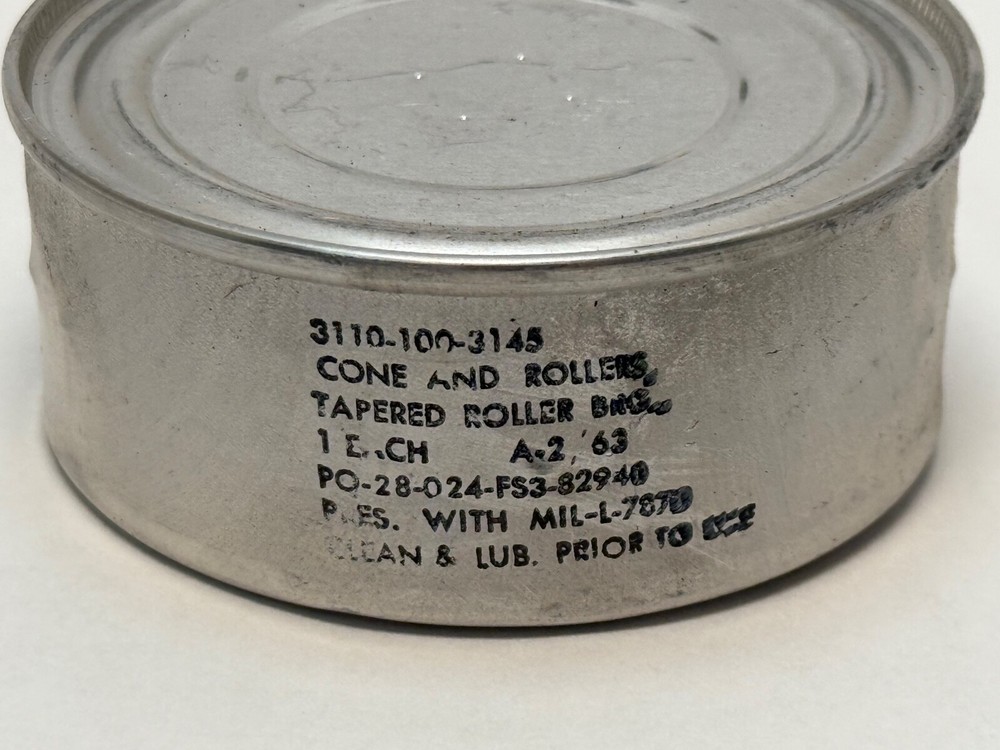 3110-100-3145
CONE AND ROLLERS,
TAPERED ROLLER BRG.,
1 EACH A-2/63
PO-28-024-FS3-82940
PRES. WITH MIL-L-7870
CLEAN & LUB. PRIOR TO USE